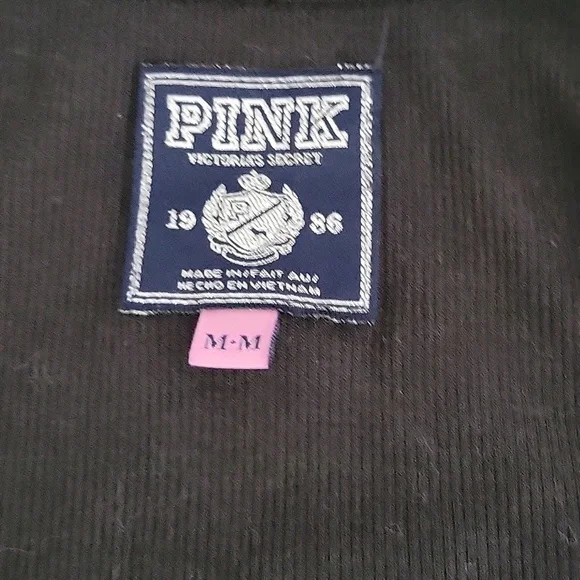 PINK
VICTORIA'S SECRET
19 86
MADE IN/FAIT AU/
HECHO EN VIETNAM
M-M